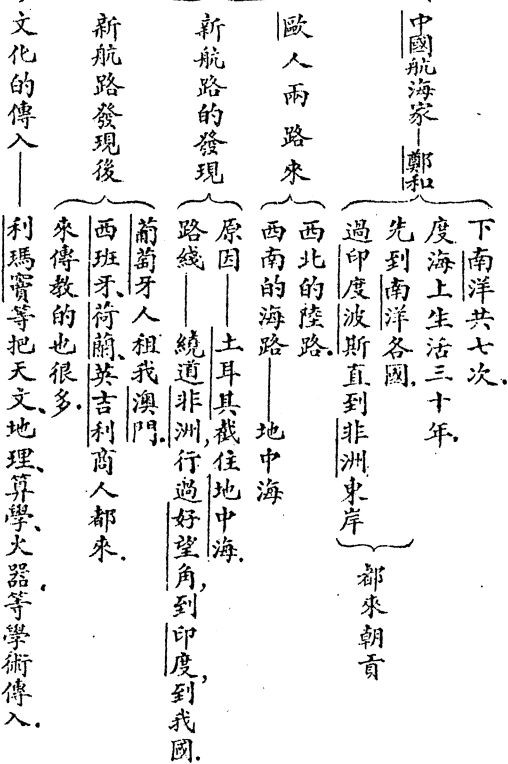 中國航海家—鄭和
下南洋共七次.
度海上生活三十年.
先到南洋各國.
過印度波斯直到非洲東岸
都來朝貢
歐人兩路來
西北的陸路.
西南的海路——地中海
新航路的發現
原因——土耳其截住地中海.
路綫——繞道非洲,行過好望角,到印度,到我國.
新航路發現後
葡萄牙人租我澳門.
西班牙、荷蘭、英吉利商人都來.
來傳教的也很多.
文化的傳入——利瑪竇等把天文、地理、算學、火器等學術傳入.